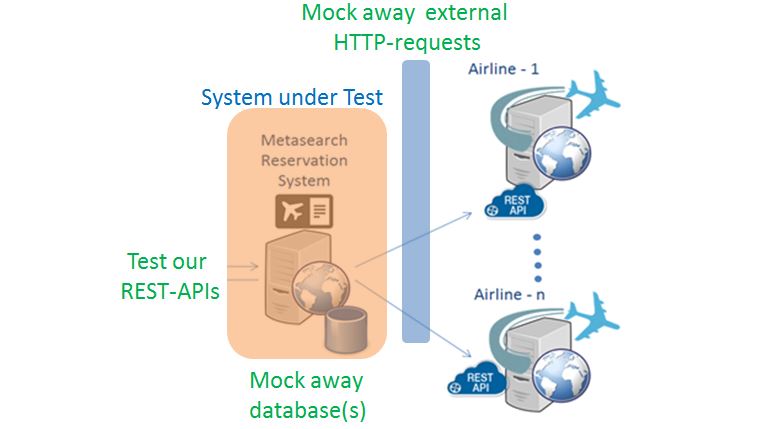 Mock away external
HTTP-requests
Airline - 1
System under Test
Metasearch
Reservation
System
REST
API
Test our
REST-APIs
Airline - n
REST
API
Mock away
database(s)